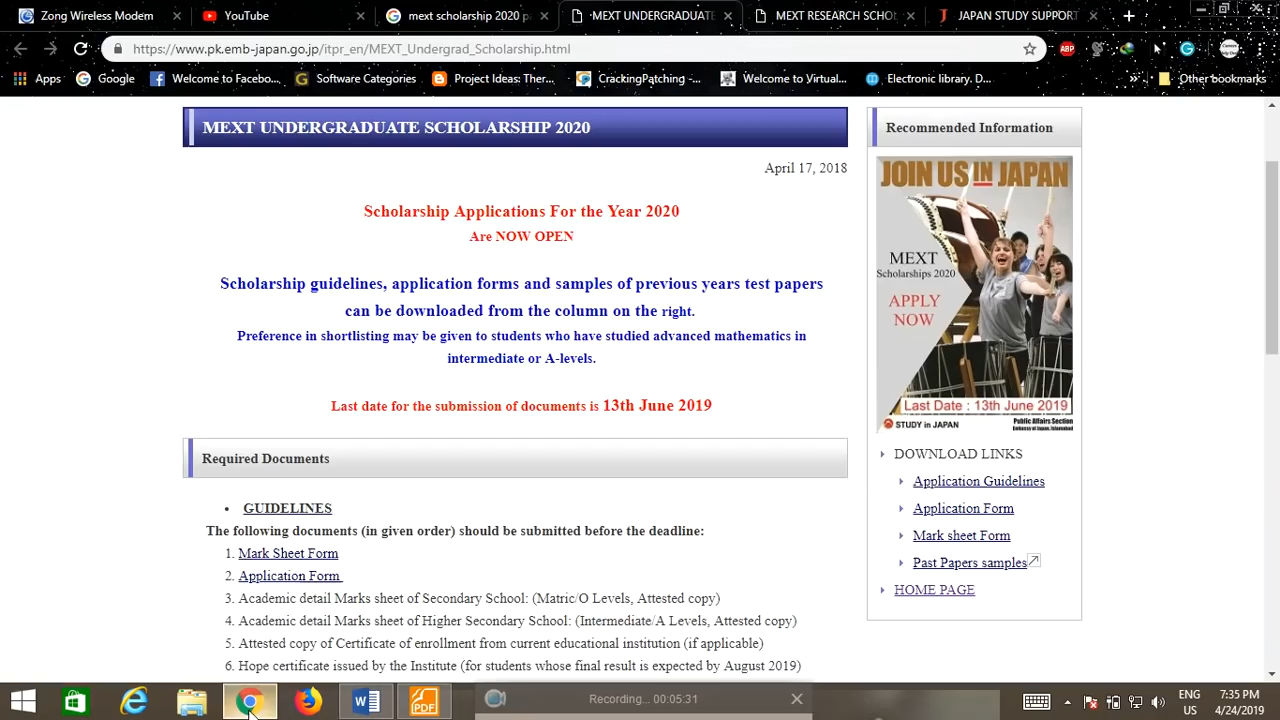 Zong Wireless Modem
YouTube
mext scholarship 2020 p
MEXT UNDERGRADUATE
MEXT RESEARCH SCHOL
JAPAN STUDY SUPPORT
https://www.pk.emb-japan.go.jp/itpr_en/MEXT_Undergrad_Scholarship.html
ABP
Apps
Google
Welcome to Facebo...
Software Categories
Project Ideas: The...
CrackingPatching -...
Welcome to Virtual...
Electronic library. D...
Other bookmarks
MEXT UNDERGRADUATE SCHOLARSHIP 2020
April 17, 2018
Scholarship Applications For the Year 2020
Are NOW OPEN
Scholarship guidelines, application forms and samples of previous years test papers
can be downloaded from the column on the right.
Preference in shortlisting may be given to students who have studied advanced mathematics in
intermediate or A-levels.
Last date for the submission of documents is 13th June 2019
Required Documents
• GUIDELINES
The following documents (in given order) should be submitted before the deadline:
1. Mark Sheet Form
2. Application Form
3. Academic detail Marks sheet of Secondary School: (Matric/O Levels, Attested copy)
4. Academic detail Marks sheet of Higher Secondary School: (Intermediate/A Levels, Attested copy)
5. Attested copy of Certificate of enrollment from current educational institution (if applicable)
6. Hope certificate issued by the Institute (for students whose final result is expected by August 2019)
Recommended Information
JOIN US IN JAPAN
MEXT
Scholarships 2020
APPLY
NOW
Last Date : 13th June 2019
STUDY in JAPAN
Public Affairs Section
Embassy of Japan, Islamabad
DOWNLOAD LINKS
Application Guidelines
Application Form
Mark sheet Form
Past Papers samples
HOME PAGE
PDF
Recording... 00:05:31
ENG
US
7:35 PM
4/24/2019